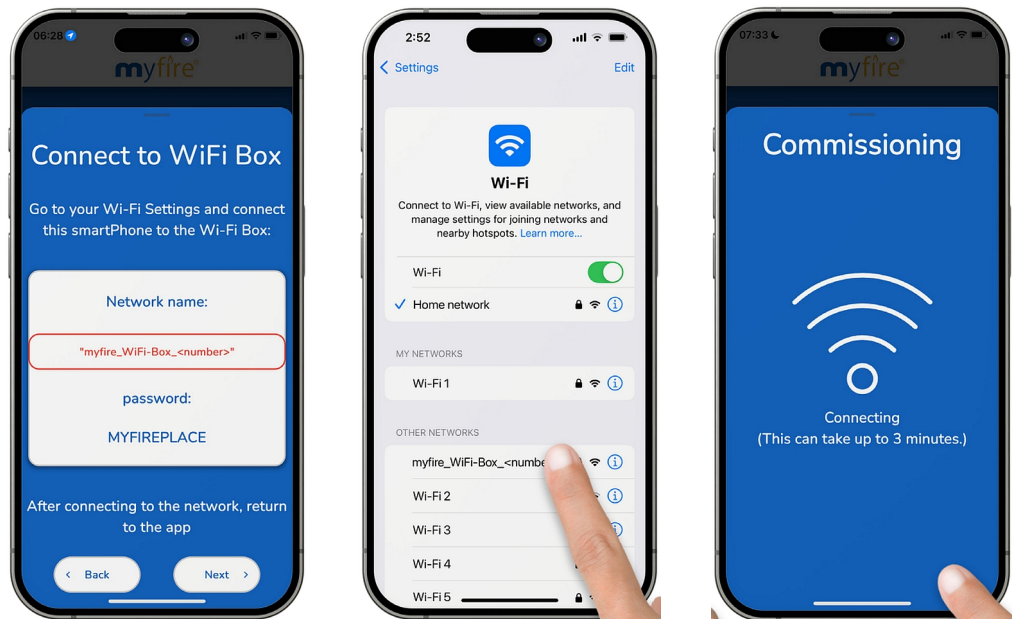 06:28
myfire®
Connect to WiFi Box
Go to your Wi-Fi Settings and connect
this smartPhone to the Wi-Fi Box:
Network name:
"myfire_WiFi-Box_<number>"
password:
MYFIREPLACE
After connecting to the network, return
to the app
Back
Next
2:52
Settings
Edit
Wi-Fi
Connect to Wi-Fi, view available networks, and
manage settings for joining networks and
nearby hotspots. Learn more...
Wi-Fi
Home network
MY NETWORKS
Wi-Fi 1
OTHER NETWORKS
myfire_WiFi-Box_<numbe
Wi-Fi 2
Wi-Fi 3
Wi-Fi 4
Wi-Fi 5
07:33
myfire®
Commissioning
Connecting
(This can take up to 3 minutes.)